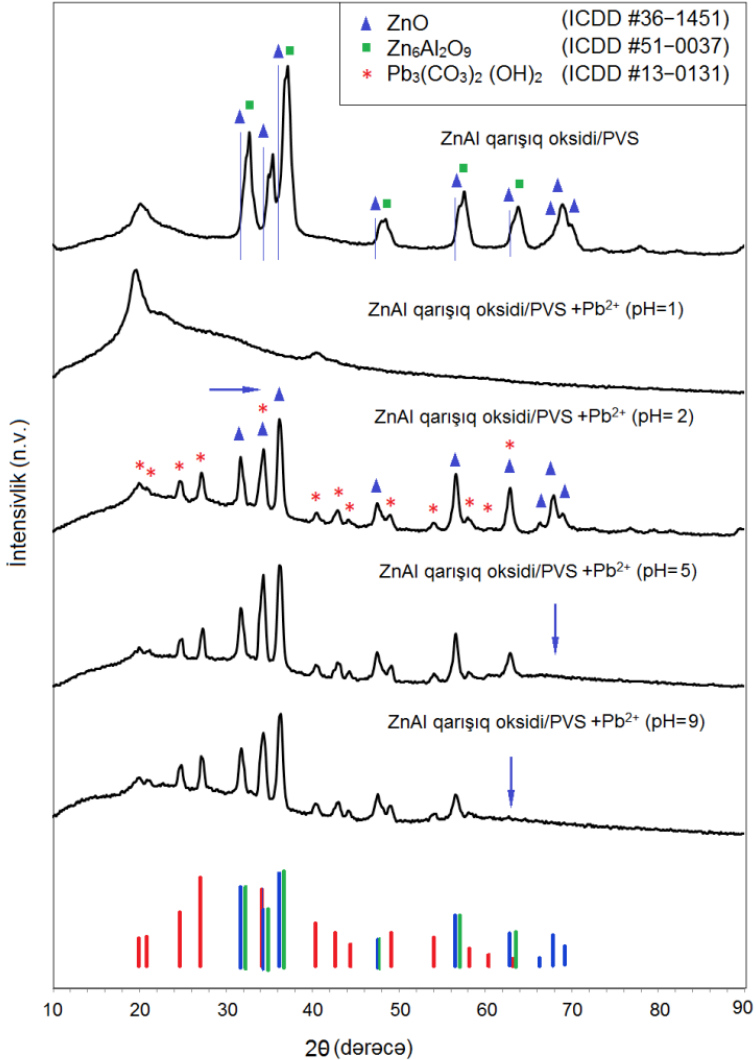 ZnO (ICDD #36–1451)
Zn₆Al₂O₉ (ICDD #51–0037)
Pb₃(CO₃)₂ (OH)₂ (ICDD #13–0131)
ZnAl qarışıq oksidi/PVS
ZnAl qarışıq oksidi/PVS +Pb²⁺ (pH=1)
ZnAl qarışıq oksidi/PVS +Pb²⁺ (pH= 2)
ZnAl qarışıq oksidi/PVS +Pb²⁺ (pH= 5)
ZnAl qarışıq oksidi/PVS +Pb²⁺ (pH=9)
İntensivlik (n.v.)
10 20 30 40 50 60 70 80 90
2θ (dərəcə)